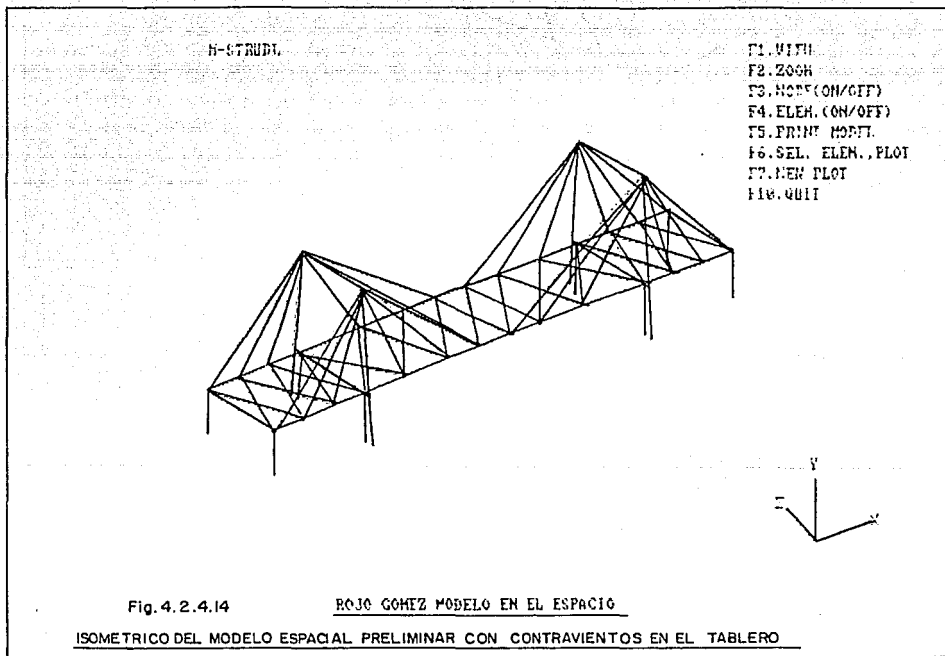 M-STRUDL
F1.VIEW
F2.ZOOM
F3.NODE(ON/OFF)
F4.ELEM.(ON/OFF)
F5.PRINT MODEL
F6.SEL. ELEM.,PLOT
F7.NEW PLOT
F10.QUIT
Y
Z
X
Fig. 4.2.4.14
ROJO GOMEZ MODELO EN EL ESPACIO
ISOMETRICO DEL MODELO ESPACIAL PRELIMINAR CON CONTRAVIENTOS EN EL TABLERO